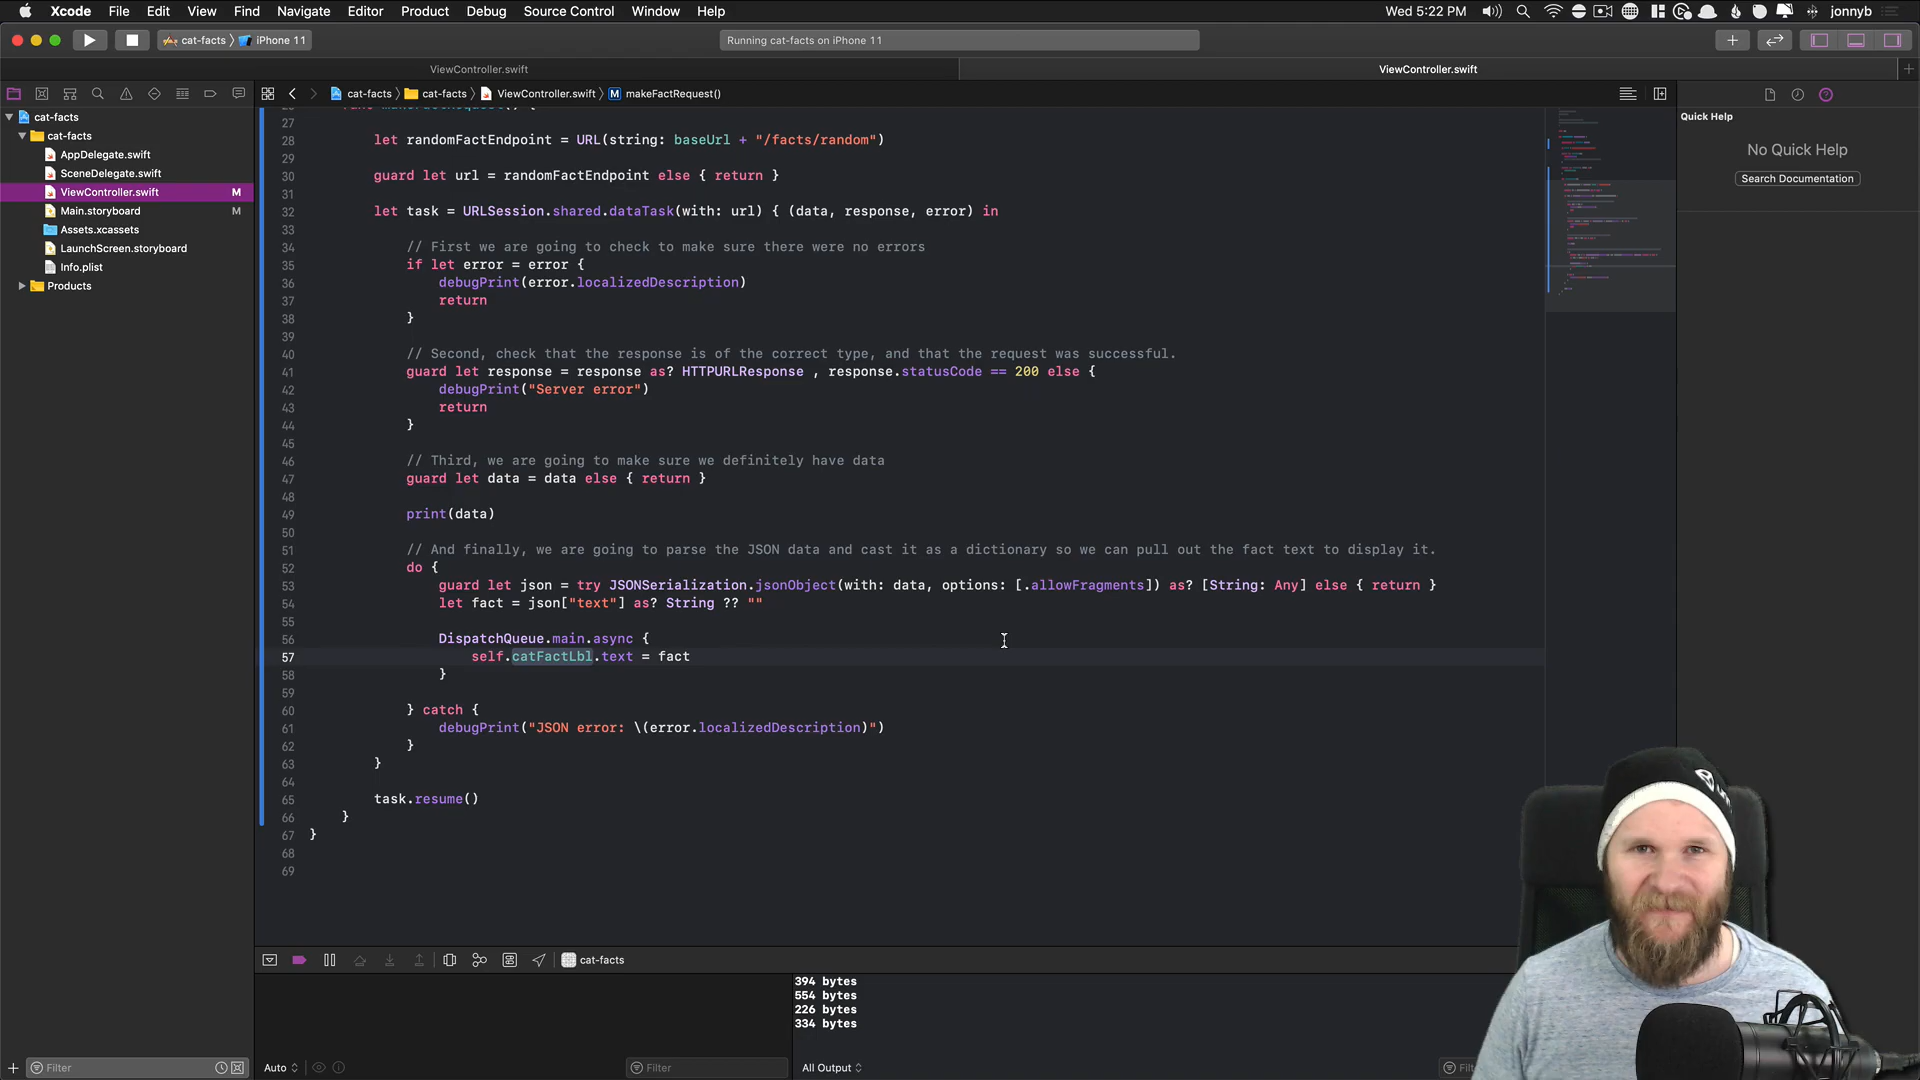 Xcode File Edit View Find Navigate Editor Product Debug Source Control Window Help
Wed 5:22 PM jonnyb
cat-facts iPhone 11
Running cat-facts on iPhone 11
ViewController.swift
ViewController.swift
cat-facts cat-facts ViewController.swift M makeFactRequest()
cat-facts
cat-facts
AppDelegate.swift
SceneDelegate.swift
ViewController.swift M
Main.storyboard M
Assets.xcassets
LaunchScreen.storyboard
Info.plist
Products
27
28 let randomFactEndpoint = URL(string: baseUrl + "/facts/random")
29
30 guard let url = randomFactEndpoint else { return }
31
32 let task = URLSession.shared.dataTask(with: url) { (data, response, error) in
33
34 // First we are going to check to make sure there were no errors
35 if let error = error {
36 debugPrint(error.localizedDescription)
37 return
38 }
39
40 // Second, check that the response is of the correct type, and that the request was successful.
41 guard let response = response as? HTTPURLResponse , response.statusCode == 200 else {
42 debugPrint("Server error")
43 return
44 }
45
46 // Third, we are going to make sure we definitely have data
47 guard let data = data else { return }
48
49 print(data)
50
51 // And finally, we are going to parse the JSON data and cast it as a dictionary so we can pull out the fact text to display it.
52 do {
53 guard let json = try JSONSerialization.jsonObject(with: data, options: [.allowFragments]) as? [String: Any] else { return }
54 let fact = json["text"] as? String ?? ""
55
56 DispatchQueue.main.async {
57 self.catFactLbl.text = fact
58 }
59
60 } catch {
61 debugPrint("JSON error: \(error.localizedDescription)")
62 }
63 }
64
65 task.resume()
66 }
67 }
68
69
Quick Help
No Quick Help
Search Documentation
cat-facts
394 bytes
554 bytes
226 bytes
334 bytes
Filter
Auto
Filter
All Output